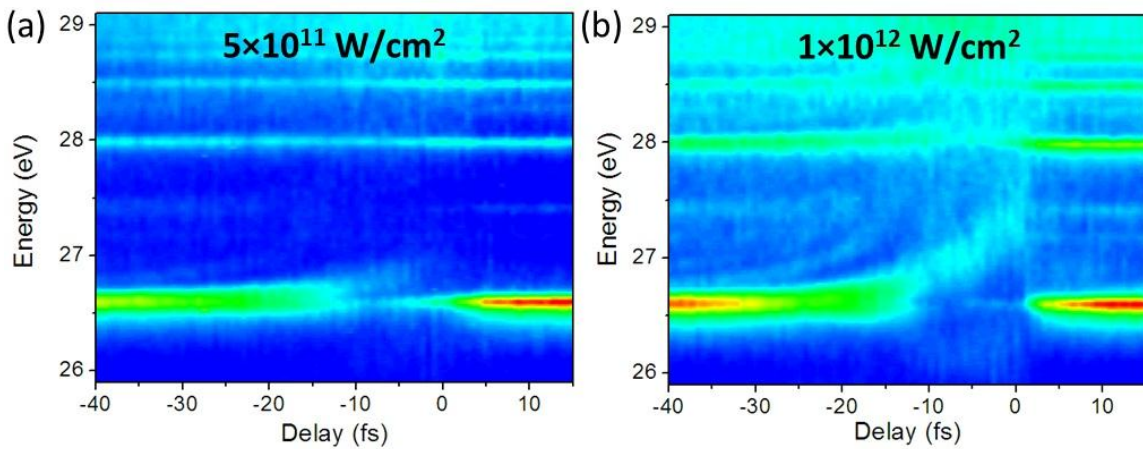 (a)
5×10¹¹ W/cm²
29
28
27
26
Energy (eV)
-40 -30 -20 -10 0 10
Delay (fs)
(b)
1×10¹² W/cm²
29
28
27
26
Energy (eV)
-40 -30 -20 -10 0 10
Delay (fs)